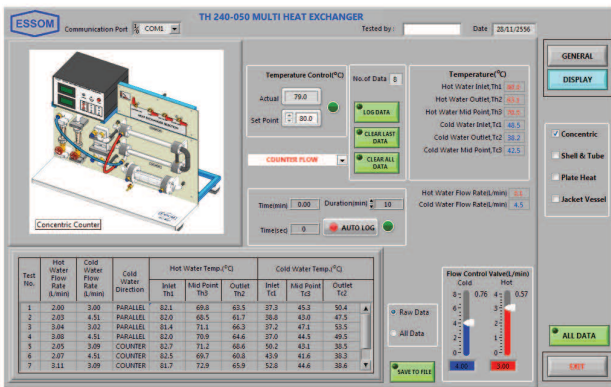 ESSOM
Communication Port
COM1
TH 240-050 MULTI HEAT EXCHANGER
Tested by :
Date 28/11/2556
Concentric Counter
Temperature Control(°C)
Actual 79.0
Set Point 80.0
COUNTER FLOW
No.of Data 8
LOG DATA
CLEAR LAST DATA
CLEAR ALL DATA
Temperature(°C)
Hot Water Inlet,Th1
Hot Water Outlet,Th2
Hot Water Mid Point,Th3
Cold Water Inlet,Tc1
Cold Water Outlet,Tc2 38.2
Cold Water Mid Point,Tc3 42.5
Hot Water Flow Rate(L/min)
Cold Water Flow Rate(L/min) 4.5
Time(min) 0.00 Duration(min) 10
Time(sec) 0 AUTO LOG
GENERAL
DISPLAY
Concentric
Shell & Tube
Plate Heat
Jacket Vessel
ALL DATA
EXIT
Test No.
Hot Water Flow Rate (L/min)
Cold Water Flow Rate (L/min)
Cold Water Direction
Hot Water Temp.(°C)
Inlet Th1
Mid Point Th3
Outlet Th2
Cold Water Temp.(°C)
Inlet Tc1
Mid Point Tc3
Outlet Tc2
1 2.00 3.00 PARALLEL 82.1 69.8 63.5 37.3 45.3 50.4
2 2.03 4.51 PARALLEL 82.0 68.5 61.7 38.8 43.0 47.5
3 3.04 3.02 PARALLEL 81.4 71.1 66.3 37.2 47.1 53.5
4 3.08 4.51 PARALLEL 82.0 70.9 64.6 37.0 44.5 49.5
5 2.05 3.09 COUNTER 82.7 71.2 68.6 50.2 43.1 38.5
6 2.07 4.51 COUNTER 82.5 69.7 60.8 43.9 41.6 38.3
7 3.11 3.09 COUNTER 81.7 72.9 65.9 52.8 44.6 38.6
Raw Data
All Data
SAVE TO FILE
Flow Control Valve(L/min)
Cold Hot
0.76
0.57
8
6
4
2
0
4
3
2
1
0
4.00
3.00